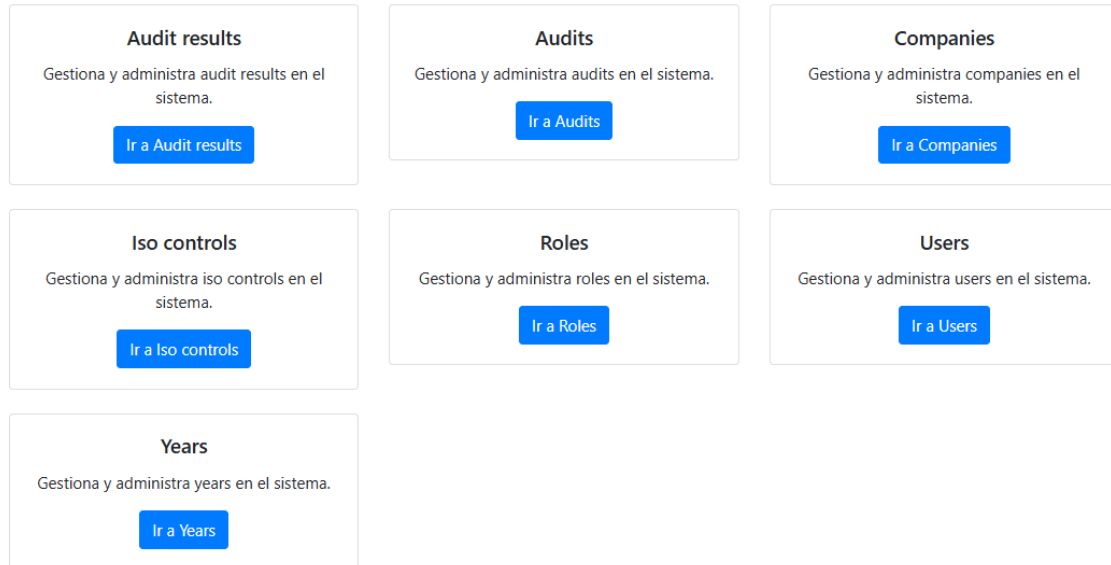 Audit results
Gestiona y administra audit results en el
sistema.
Ir a Audit results
Audits
Gestiona y administra audits en el sistema.
Ir a Audits
Companies
Gestiona y administra companies en el
sistema.
Ir a Companies
Iso controls
Gestiona y administra iso controls en el
sistema.
Ir a Iso controls
Roles
Gestiona y administra roles en el sistema.
Ir a Roles
Users
Gestiona y administra users en el sistema.
Ir a Users
Years
Gestiona y administra years en el sistema.
Ir a Years